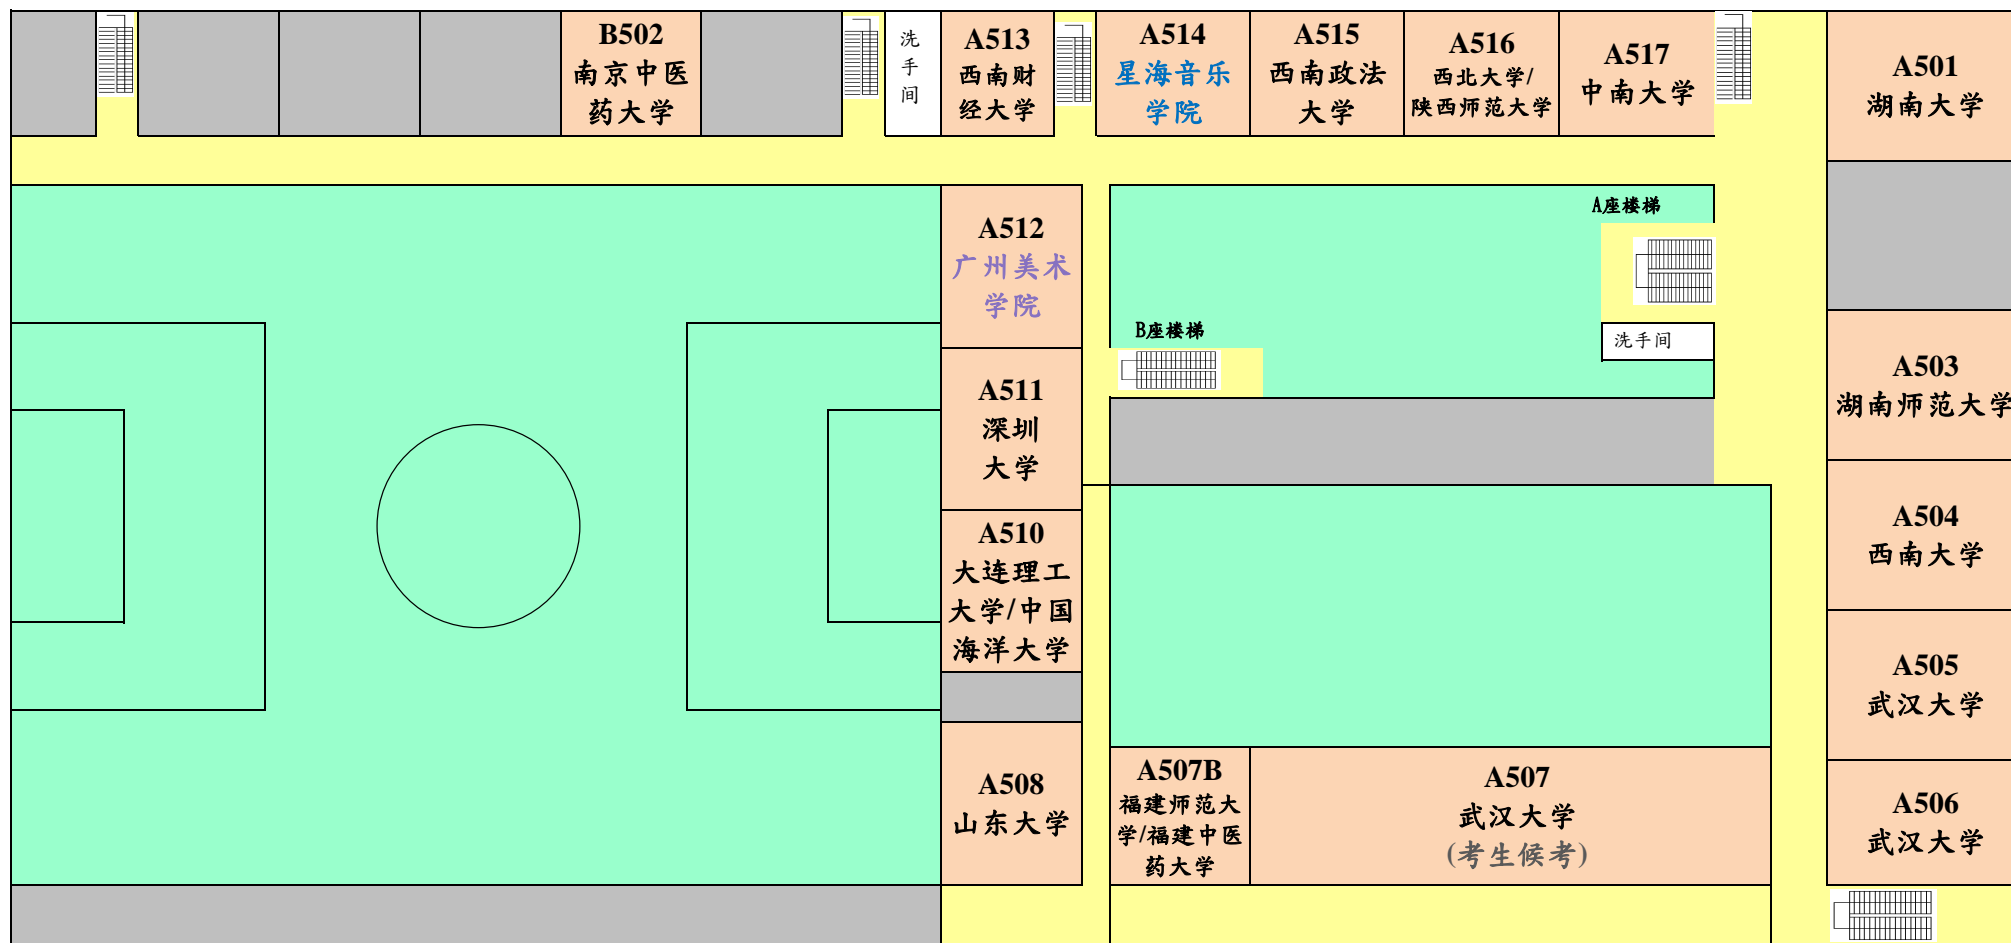 B502
南京中医
药大学
洗
手
间
A513
西南财
经大学
A514
星海音乐
学院
A515
西南政法
大学
A516
西北大学/
陕西师范大学
A517
中南大学
A501
湖南大学
A512
广州美术
学院
A座楼梯
B座楼梯
洗手间
A503
湖南师范大学
A511
深圳
大学
A504
西南大学
A510
大连理工
大学/中国
海洋大学
A505
武汉大学
A508
山东大学
A507B
福建师范大
学/福建中医
药大学
A507
武汉大学
(考生候考)
A506
武汉大学